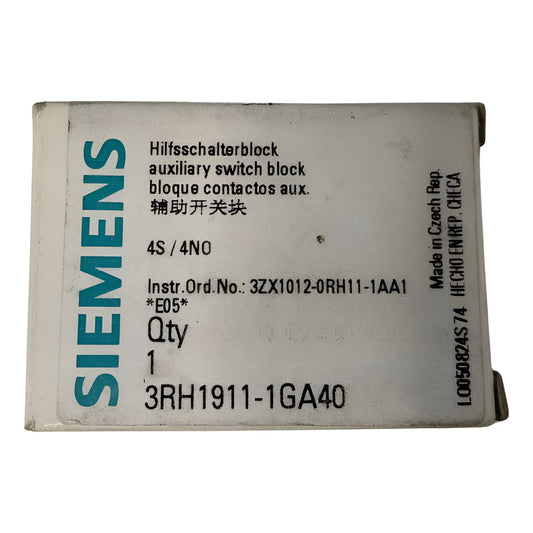 SIEMENS
Hilfsschalterblock
auxiliary switch block
bloque contactos aux.
辅助开关块
4S / 4NO
Instr.Ord.No.: 3ZX1012-0RH11-1AA1
*E05*
Qty
1
3RH1911-1GA40
Made in Czech Rep.
HECHO EN REP. CHECA
L0050824S74